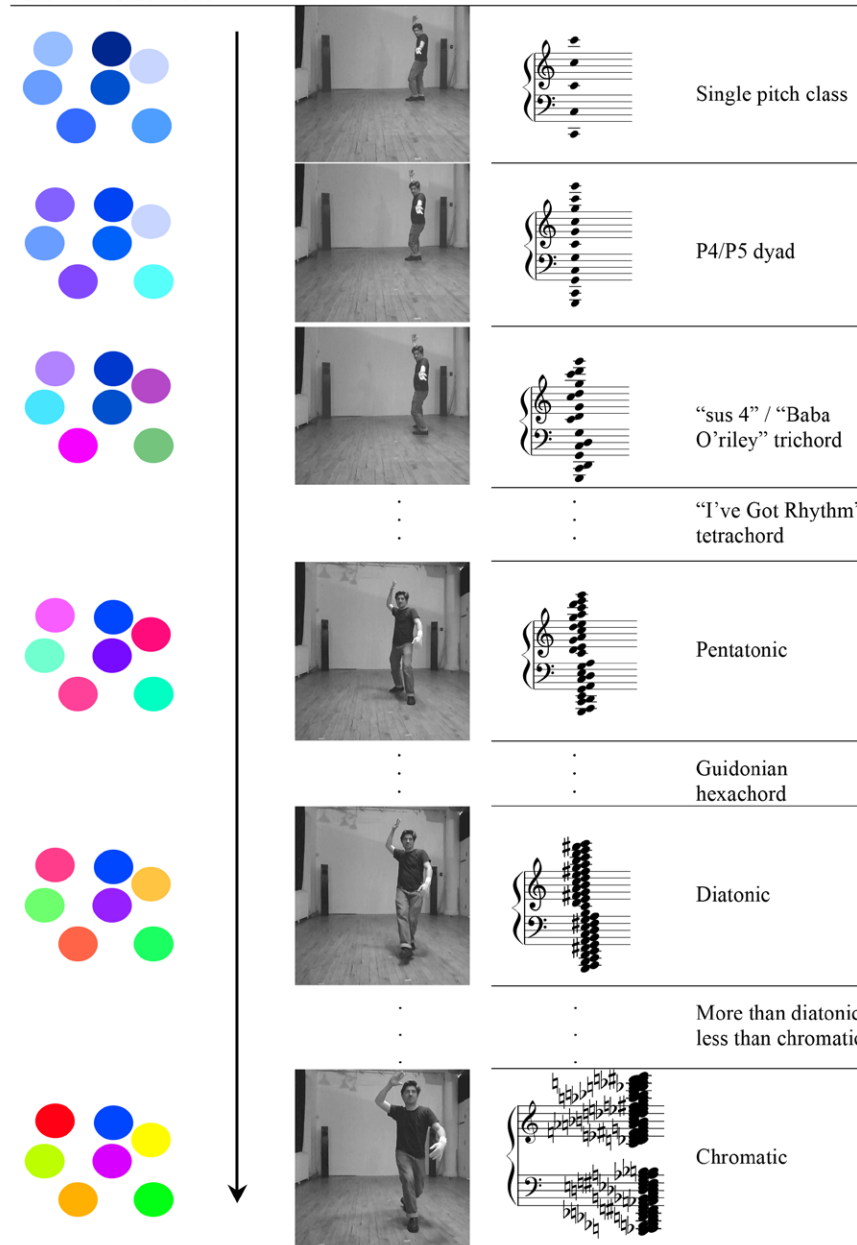 Single pitch class
P4/P5 dyad
“sus 4” / “Baba
O’riley” trichord
“I’ve Got Rhythm”
tetrachord
Pentatonic
Guidonian
hexachord
Diatonic
More than diatonic
less than chromatic
Chromatic